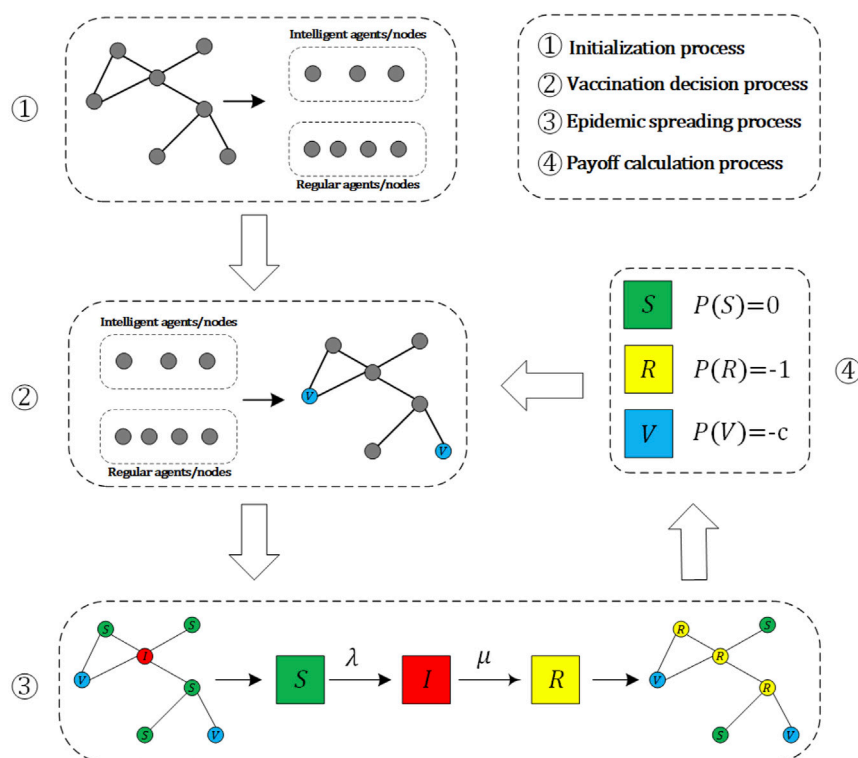 ①
Intelligent agents/nodes
Regular agents/nodes
① Initialization process
② Vaccination decision process
③ Epidemic spreading process
④ Payoff calculation process
②
Intelligent agents/nodes
Regular agents/nodes
V
V
S P(S)=0
R P(R)=-1
V P(V)=-c
④
③
S
S
I
V
S
S
V
S
λ
I
μ
R
R
S
R
V
R
S
V